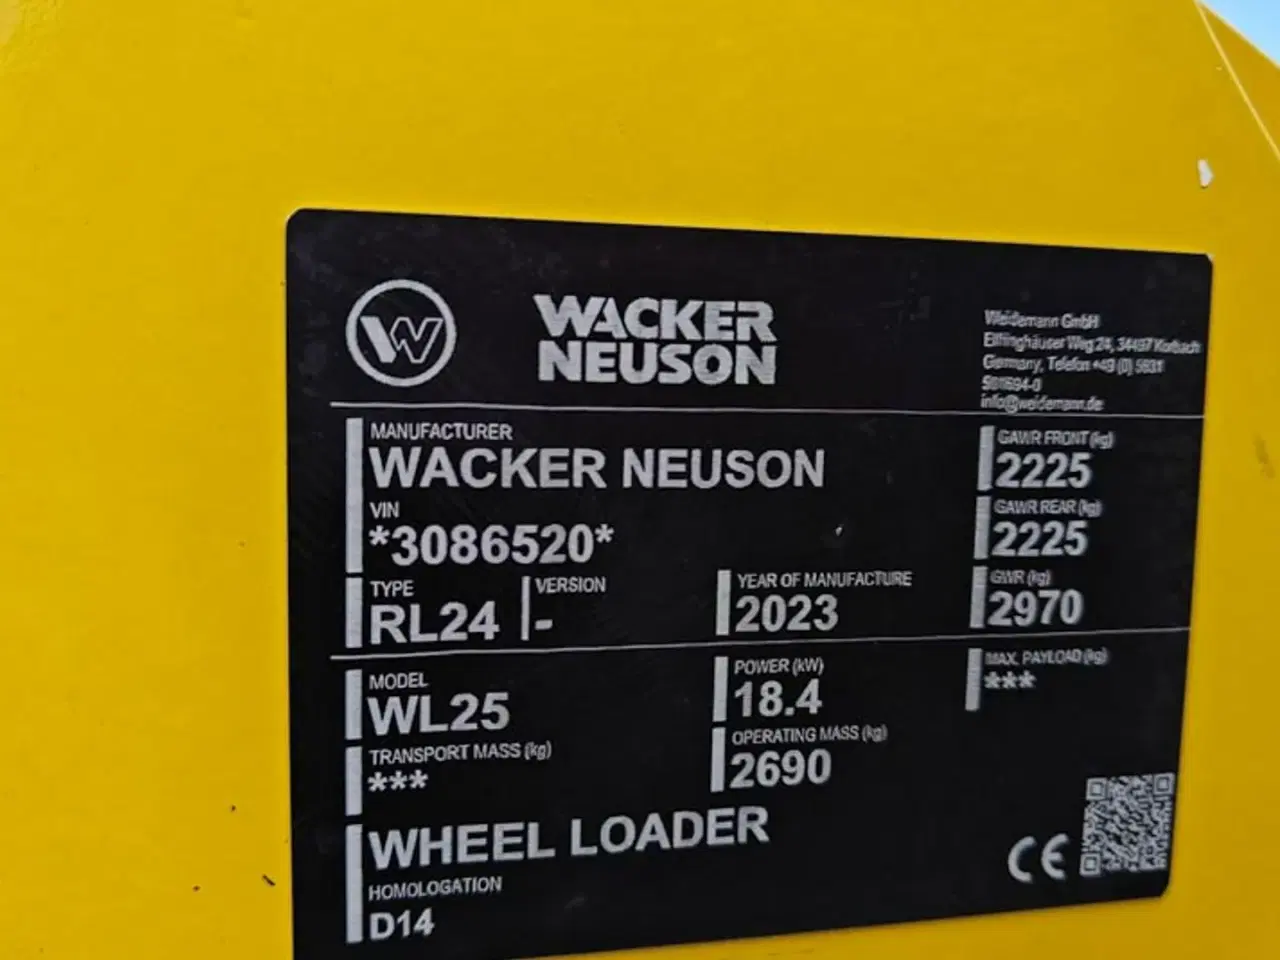 WACKER
NEUSON
Weidemann GmbH
Elfringhäuser Weg 24, 34497 Korbach
Germany, Telefon +49 (0) 5631
501694-0
info@weidemann.de
MANUFACTURER
WACKER NEUSON
VIN
*3086520*
TYPE
RL24
VERSION
-
YEAR OF MANUFACTURE
2023
GAWR FRONT (kg)
2225
GAWR REAR (kg)
2225
GWR (kg)
2970
MODEL
WL25
TRANSPORT MASS (kg)
***
POWER (kW)
18.4
OPERATING MASS (kg)
2690
MAX. PAYLOAD (kg)
***
WHEEL LOADER
HOMOLOGATION
D14
CE